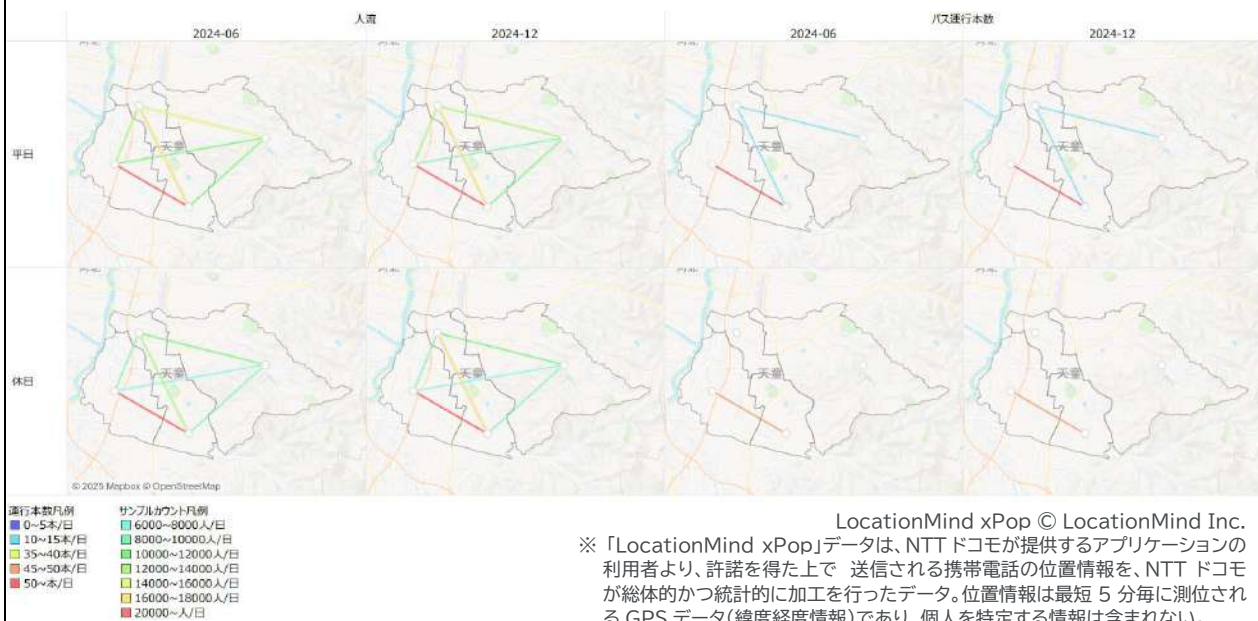 人流
バス運行本数
2024-06
2024-12
2024-06
2024-12
平日
天童
天童
天童
天童
休日
天童
天童
天童
天童
© 2025 Mapbox © OpenStreetMap
運行本数凡例
0~5本/日
10~15本/日
35~40本/日
45~50本/日
50~本/日
サンプルカウント凡例
6000~8000人/日
8000~10000人/日
10000~12000人/日
12000~14000人/日
14000~16000人/日
16000~18000人/日
20000~人/日
LocationMind xPop © LocationMind Inc.
※「LocationMind xPop」データは、NTTドコモが提供するアプリケーションの
利用者より、許諾を得た上で 送信される携帯電話の位置情報を、NTT ドコモ
が総体的かつ統計的に加工を行ったデータ。位置情報は最短 5 分毎に測位され
る GPS データ(緯度経度情報)であり、個人を特定する情報は含まれない。